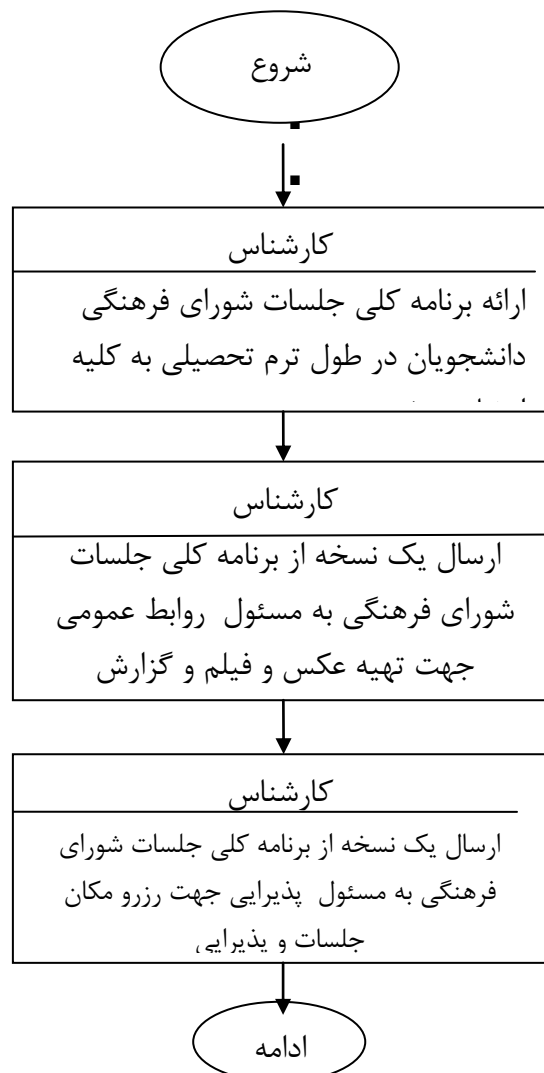 شروع
کارشناس
ارائه برنامه کلی جلسات شورای فرهنگی
دانشجویان در طول ترم تحصیلی به کلیه
کارشناس
ارسال یک نسخه از برنامه کلی جلسات
شورای فرهنگی به مسئول روابط عمومی
جهت تهیه عکس و فیلم و گزارش
کارشناس
ارسال یک نسخه از برنامه کلی جلسات شورای
فرهنگی به مسئول پذیرایی جهت رزرو مکان
جلسات و پذیرایی
ادامه